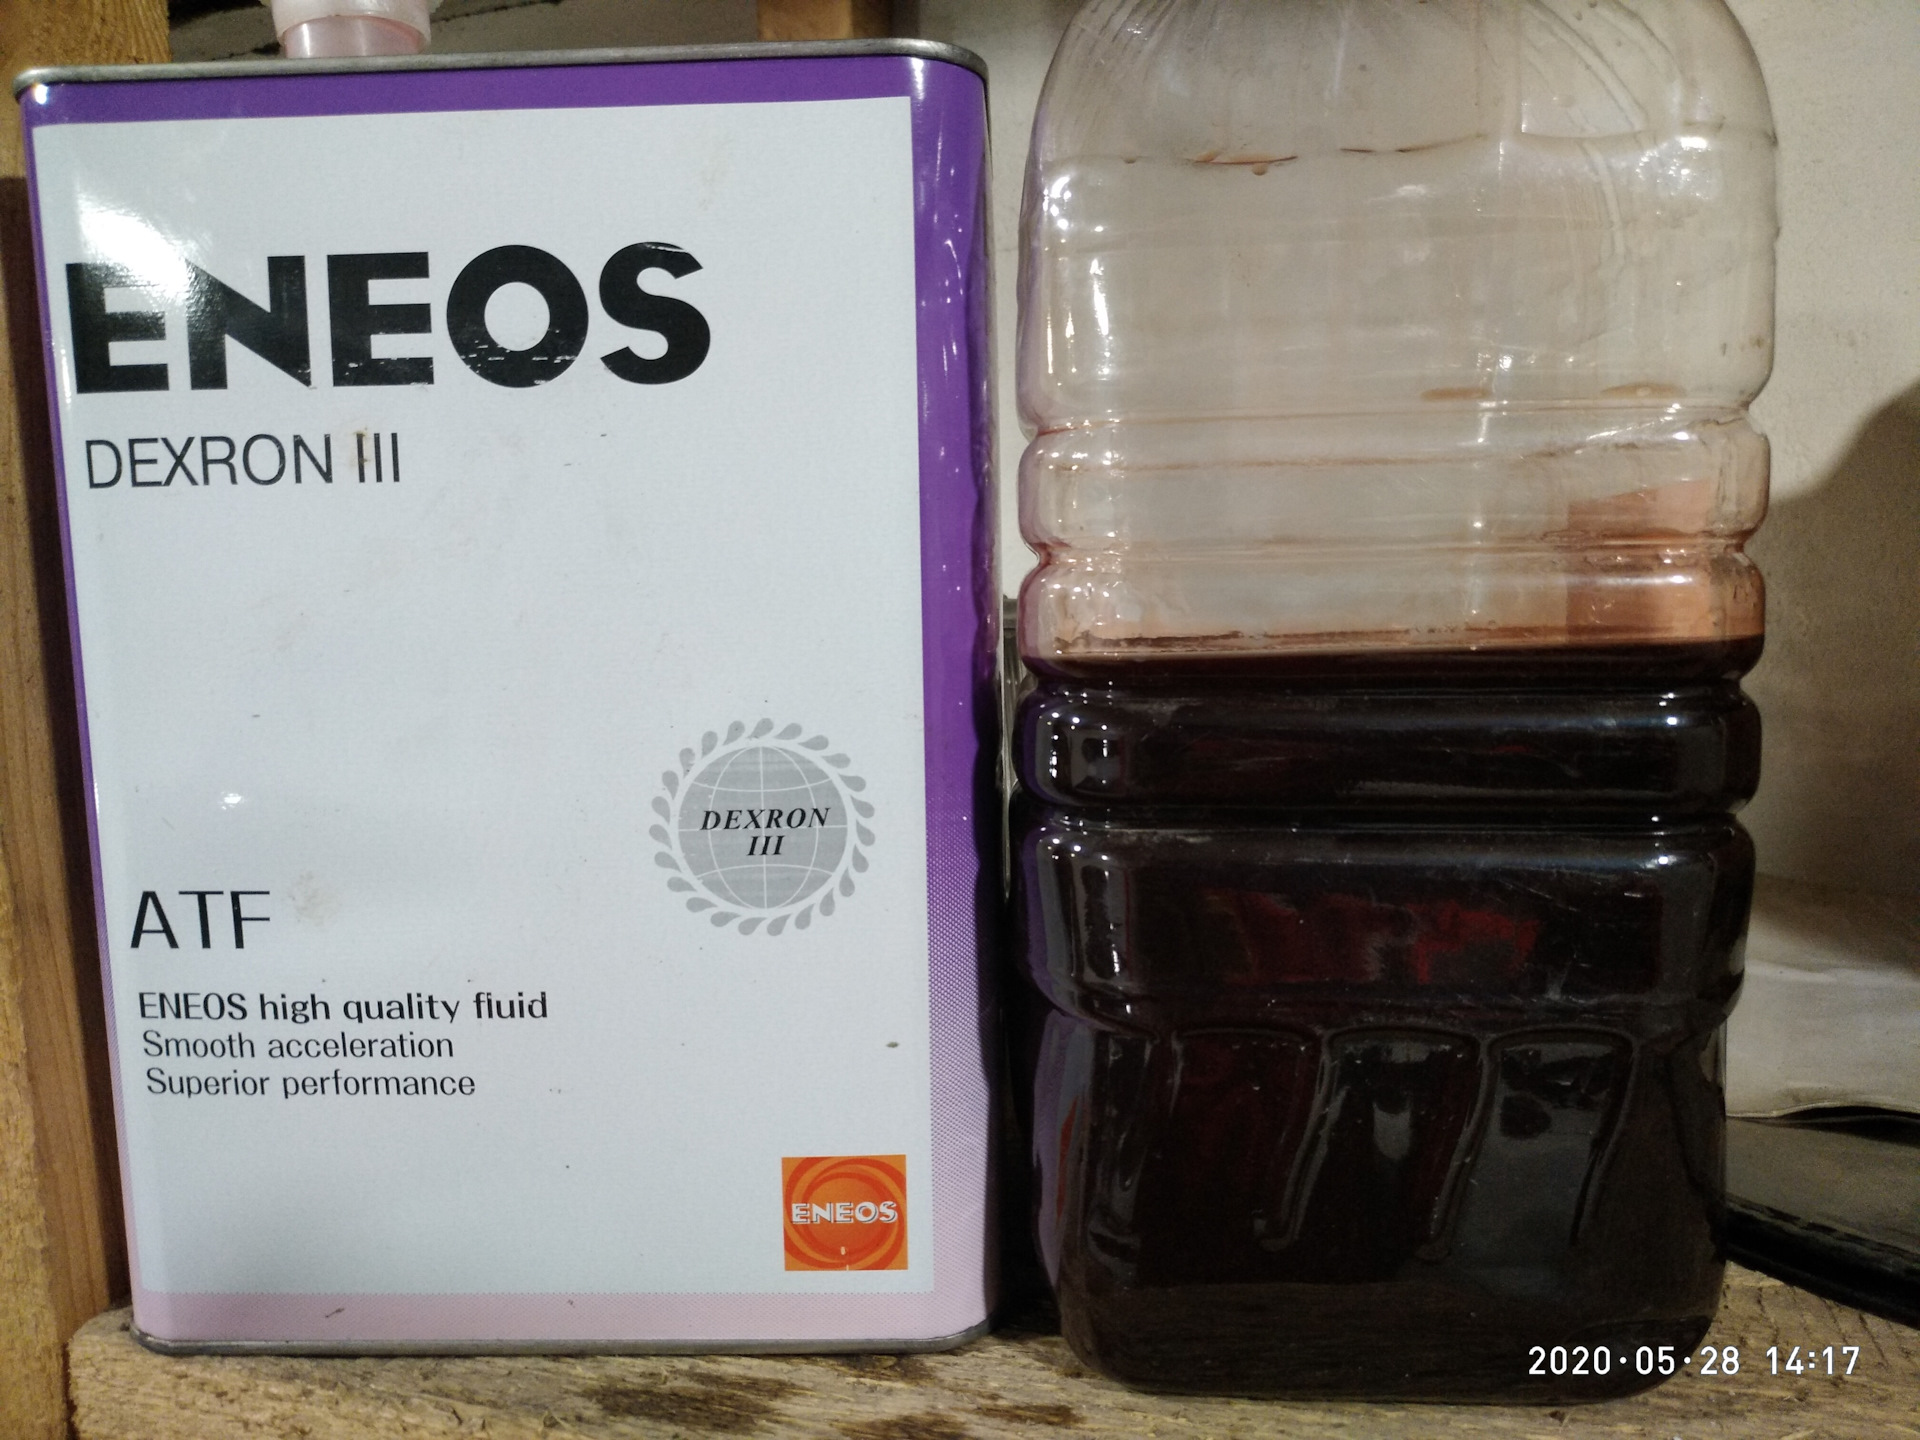 ENEOS
DEXRON III
DEXRON
III
ATF
ENEOS high quality fluid
Smooth acceleration
Superior performance
ENEOS
2020·05·28 14:17